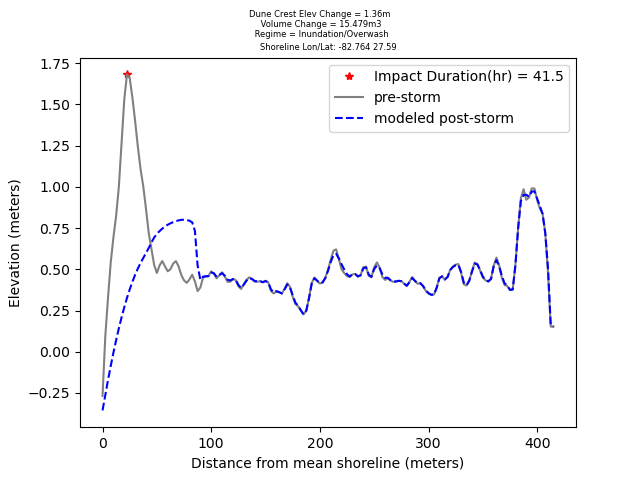 Dune Crest Elev Change = 1.36m
Volume Change = 15.479m3
Regime = Inundation/Overwash
Shoreline Lon/Lat: -82.764 27.59
Impact Duration(hr) = 41.5
pre-storm
modeled post-storm
Elevation (meters)
1.75
1.50
1.25
1.00
0.75
0.50
0.25
0.00
−0.25
0
100
200
300
400
Distance from mean shoreline (meters)